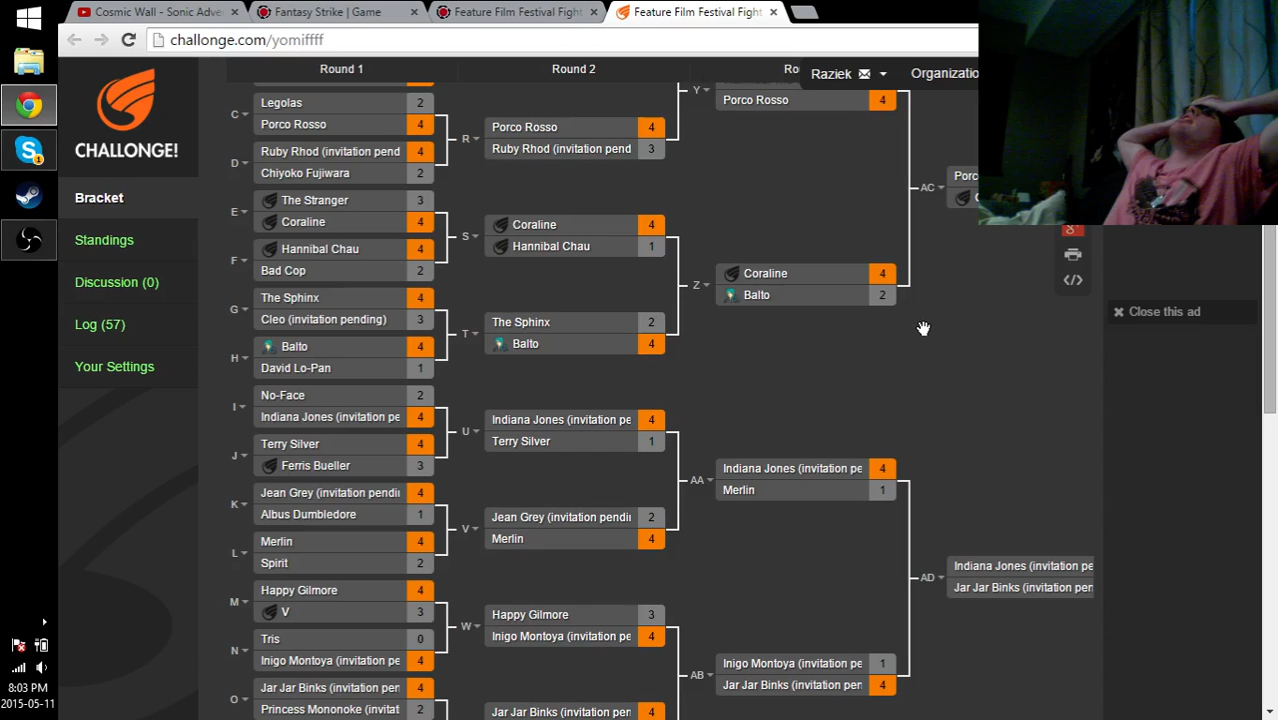 Cosmic Wall - Sonic Adve
Fantasy Strike | Game
Feature Film Festival Fight
Feature Film Festival Fight
challonge.com/yomiffff
Round 1
Round 2
Ro
Raziek
Organizatio
CHALLONGE!
Bracket
Standings
Discussion (0)
Log (57)
Your Settings
C
Legolas 2
Porco Rosso 4
D
Ruby Rhod (invitation pend 4
Chiyoko Fujiwara 2
E
The Stranger 3
Coraline 4
F
Hannibal Chau 4
Bad Cop 2
G
The Sphinx 4
Cleo (invitation pending) 3
H
Balto 4
David Lo-Pan 1
I
No-Face 2
Indiana Jones (invitation pe 4
J
Terry Silver 4
Ferris Bueller 3
K
Jean Grey (invitation pendin 4
Albus Dumbledore 1
L
Merlin 4
Spirit 2
M
Happy Gilmore 4
V 3
N
Tris 0
Inigo Montoya (invitation pe 4
O
Jar Jar Binks (invitation pen 4
Princess Mononoke (invitat 2
R
Porco Rosso 4
Ruby Rhod (invitation pend 3
S
Coraline 4
Hannibal Chau 1
T
The Sphinx 2
Balto 4
U
Indiana Jones (invitation pe 4
Terry Silver 1
V
Jean Grey (invitation pendin 2
Merlin 4
W
Happy Gilmore 3
Inigo Montoya (invitation pe 4
Jar Jar Binks (invitation pen 4
Y
Porco Rosso 4
Z
Coraline 4
Balto 2
AA
Indiana Jones (invitation pe 4
Merlin 1
AB
Inigo Montoya (invitation pe 1
Jar Jar Binks (invitation pen 4
AC
Porc
C
AD
Indiana Jones (invitation pe
Jar Jar Binks (invitation pen
Close this ad
8:03 PM
2015-05-11